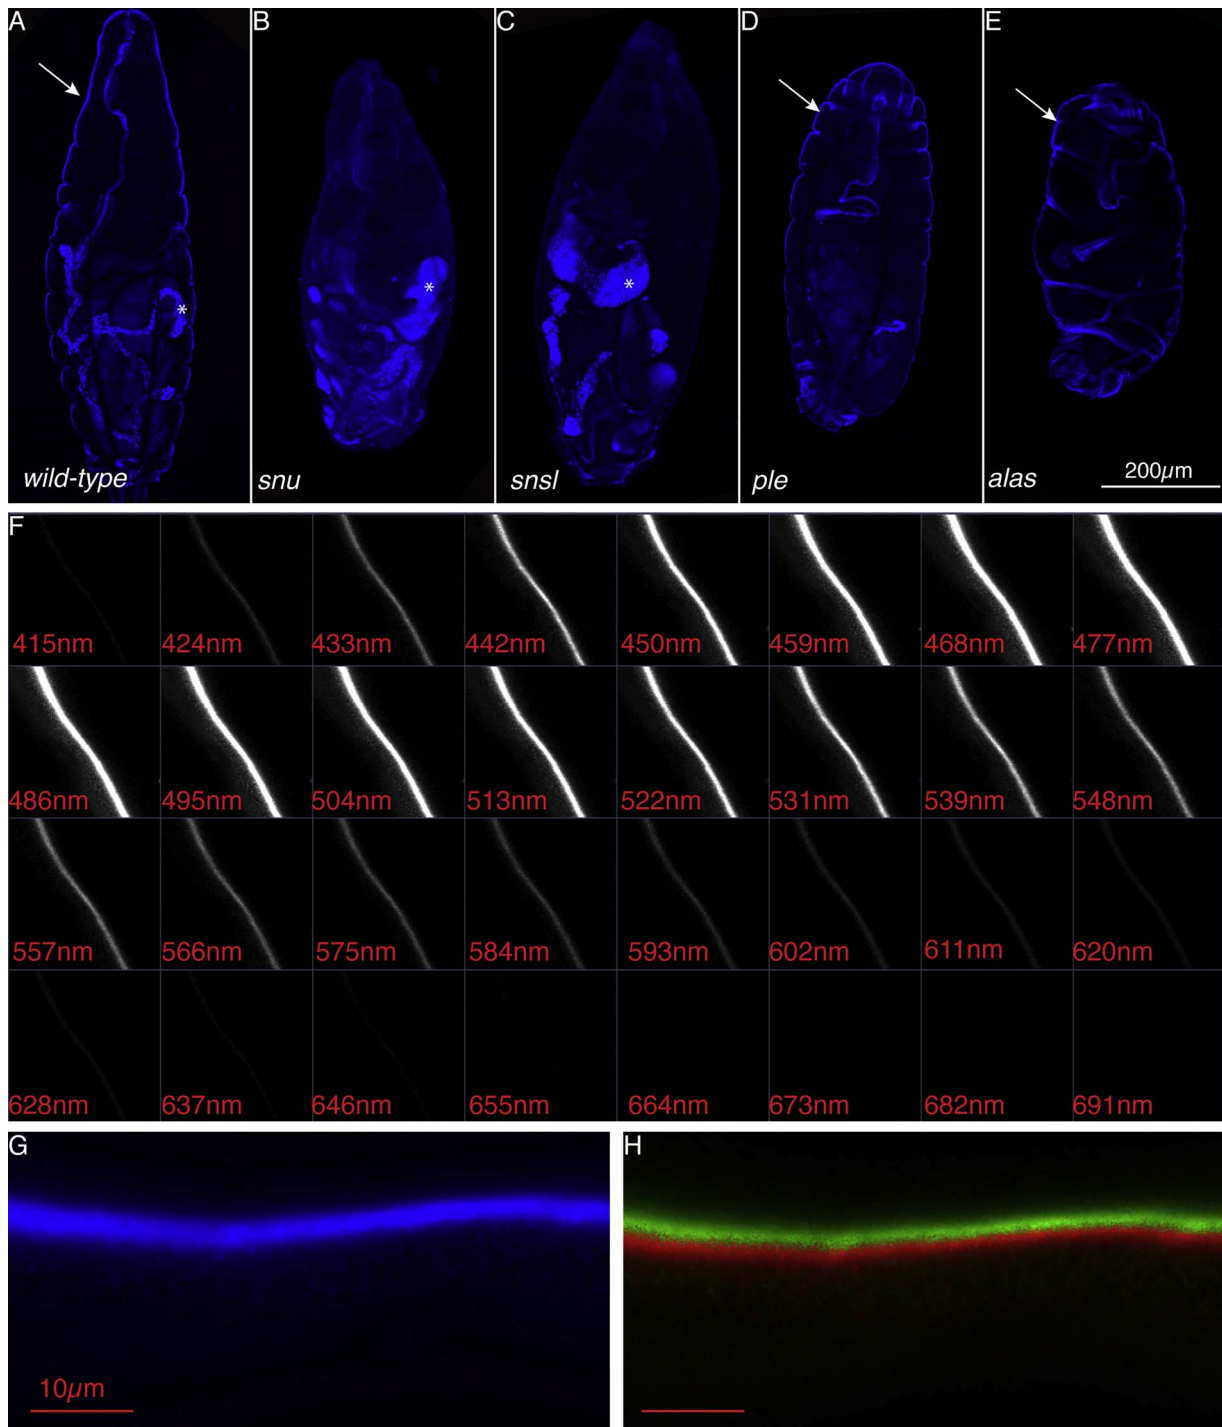 A
B
C
D
E
*
*
*
wild-type
snu
snsl
ple
alas
200µm
F
415nm 424nm 433nm 442nm 450nm 459nm 468nm 477nm
486nm 495nm 504nm 513nm 522nm 531nm 539nm 548nm
557nm 566nm 575nm 584nm 593nm 602nm 611nm 620nm
628nm 637nm 646nm 655nm 664nm 673nm 682nm 691nm
G
H
10µm